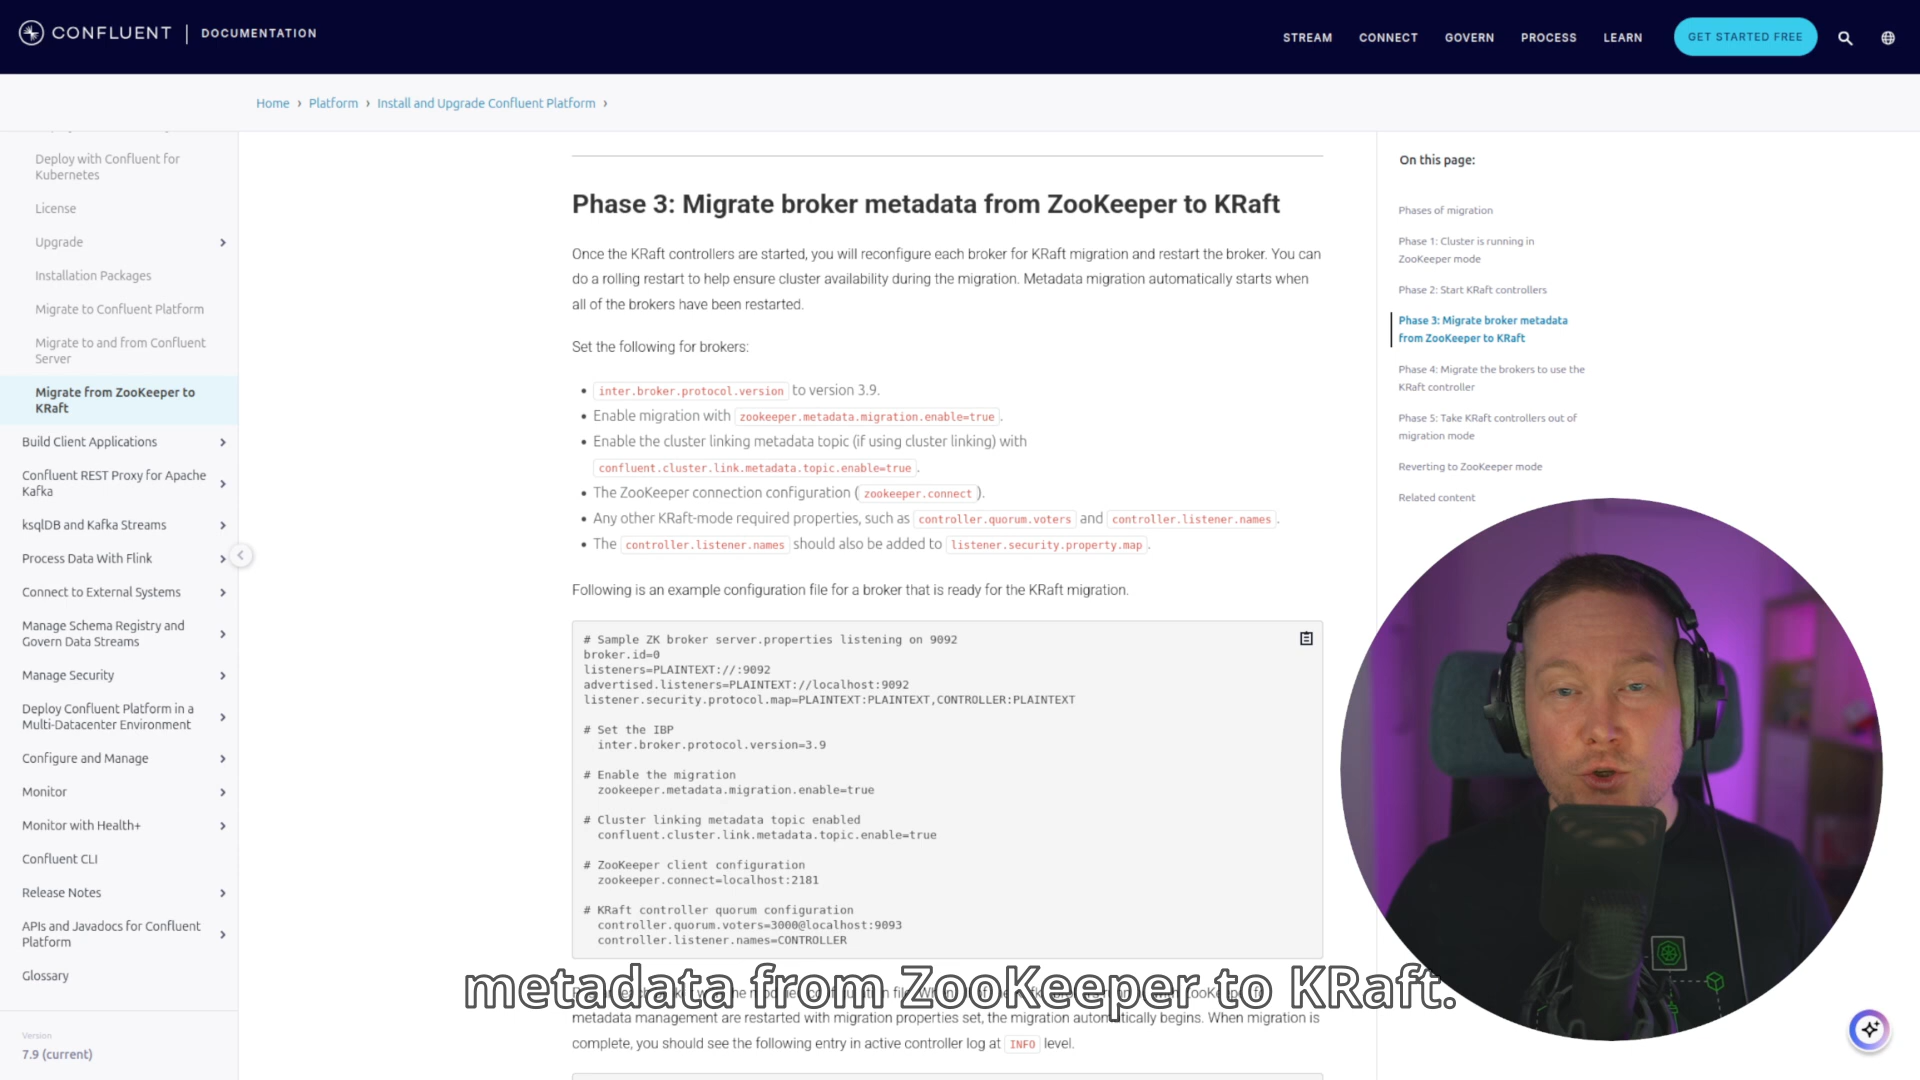 CONFLUENT | DOCUMENTATION
STREAM
CONNECT
GOVERN
PROCESS
LEARN
GET STARTED FREE
Home › Platform › Install and Upgrade Confluent Platform ›
Deploy with Confluent for
Kubernetes
License
Upgrade
Installation Packages
Migrate to Confluent Platform
Migrate to and from Confluent
Server
Migrate from ZooKeeper to
KRaft
Build Client Applications
Confluent REST Proxy for Apache
Kafka
ksqlDB and Kafka Streams
Process Data With Flink
Connect to External Systems
Manage Schema Registry and
Govern Data Streams
Manage Security
Deploy Confluent Platform in a
Multi-Datacenter Environment
Configure and Manage
Monitor
Monitor with Health+
Confluent CLI
Release Notes
APIs and Javadocs for Confluent
Platform
Glossary
Version
7.9 (current)
Phase 3: Migrate broker metadata from ZooKeeper to KRaft
Once the KRaft controllers are started, you will reconfigure each broker for KRaft migration and restart the broker. You can
do a rolling restart to help ensure cluster availability during the migration. Metadata migration automatically starts when
all of the brokers have been restarted.
Set the following for brokers:
• inter.broker.protocol.version to version 3.9.
• Enable migration with zookeeper.metadata.migration.enable=true.
• Enable the cluster linking metadata topic (if using cluster linking) with
confluent.cluster.link.metadata.topic.enable=true.
• The ZooKeeper connection configuration ( zookeeper.connect ).
• Any other KRaft-mode required properties, such as controller.quorum.voters and controller.listener.names.
• The controller.listener.names should also be added to listener.security.property.map.
Following is an example configuration file for a broker that is ready for the KRaft migration.
# Sample ZK broker server.properties listening on 9092
broker.id=0
listeners=PLAINTEXT://:9092
advertised.listeners=PLAINTEXT://localhost:9092
listener.security.protocol.map=PLAINTEXT:PLAINTEXT,CONTROLLER:PLAINTEXT
# Set the IBP
inter.broker.protocol.version=3.9
# Enable the migration
zookeeper.metadata.migration.enable=true
# Cluster linking metadata topic enabled
confluent.cluster.link.metadata.topic.enable=true
# ZooKeeper client configuration
zookeeper.connect=localhost:2181
# KRaft controller quorum configuration
controller.quorum.voters=3000@localhost:9093
controller.listener.names=CONTROLLER
metadata from ZooKeeper to KRaft.
metadata management are restarted with migration properties set, the migration automatically begins. When migration is
complete, you should see the following entry in active controller log at INFO level.
On this page:
Phases of migration
Phase 1: Cluster is running in
ZooKeeper mode
Phase 2: Start KRaft controllers
Phase 3: Migrate broker metadata
from ZooKeeper to KRaft
Phase 4: Migrate the brokers to use the
KRaft controller
Phase 5: Take KRaft controllers out of
migration mode
Reverting to ZooKeeper mode
Related content